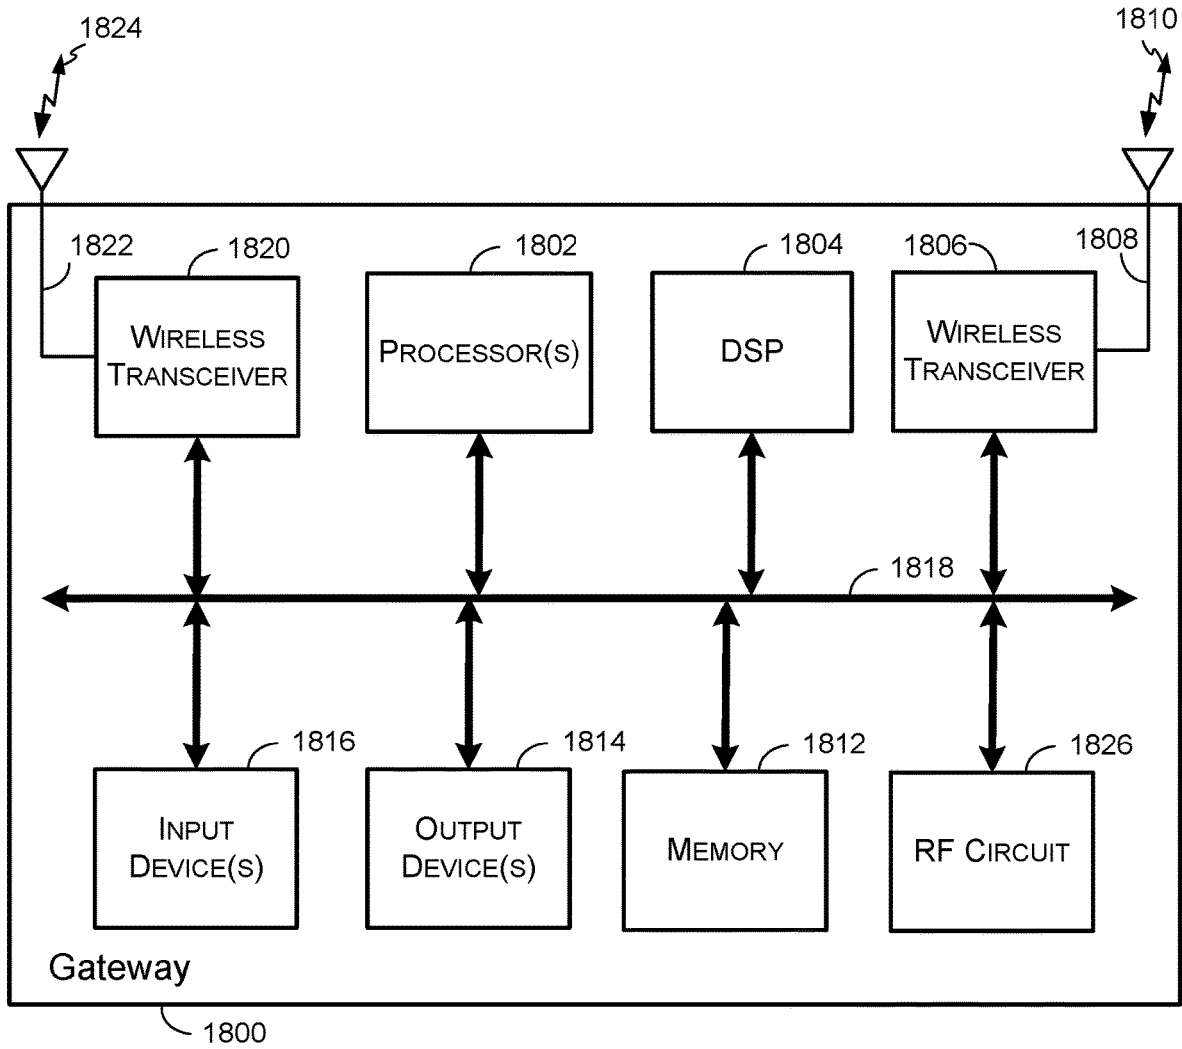 1824
1810
1822
1820
1802
1804
1806
1808
WIRELESS
TRANSCEIVER
PROCESSOR(S)
DSP
WIRELESS
TRANSCEIVER
1818
1816
1814
1812
1826
INPUT
DEVICE(S)
OUTPUT
DEVICE(S)
MEMORY
RF CIRCUIT
Gateway
1800